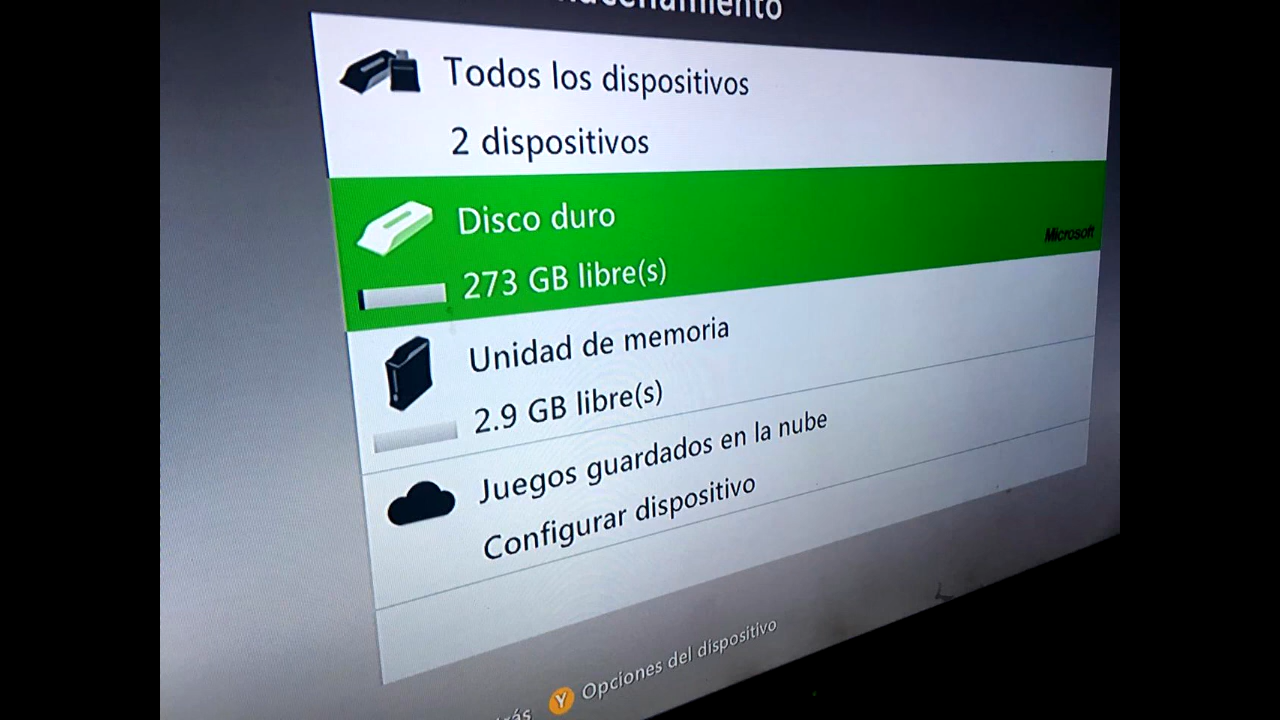 Todos los dispositivos
2 dispositivos
Disco duro
Microsoft
273 GB libre(s)
Unidad de memoria
2.9 GB libre(s)
Juegos guardados en la nube
Configurar dispositivo
Y Opciones del dispositivo